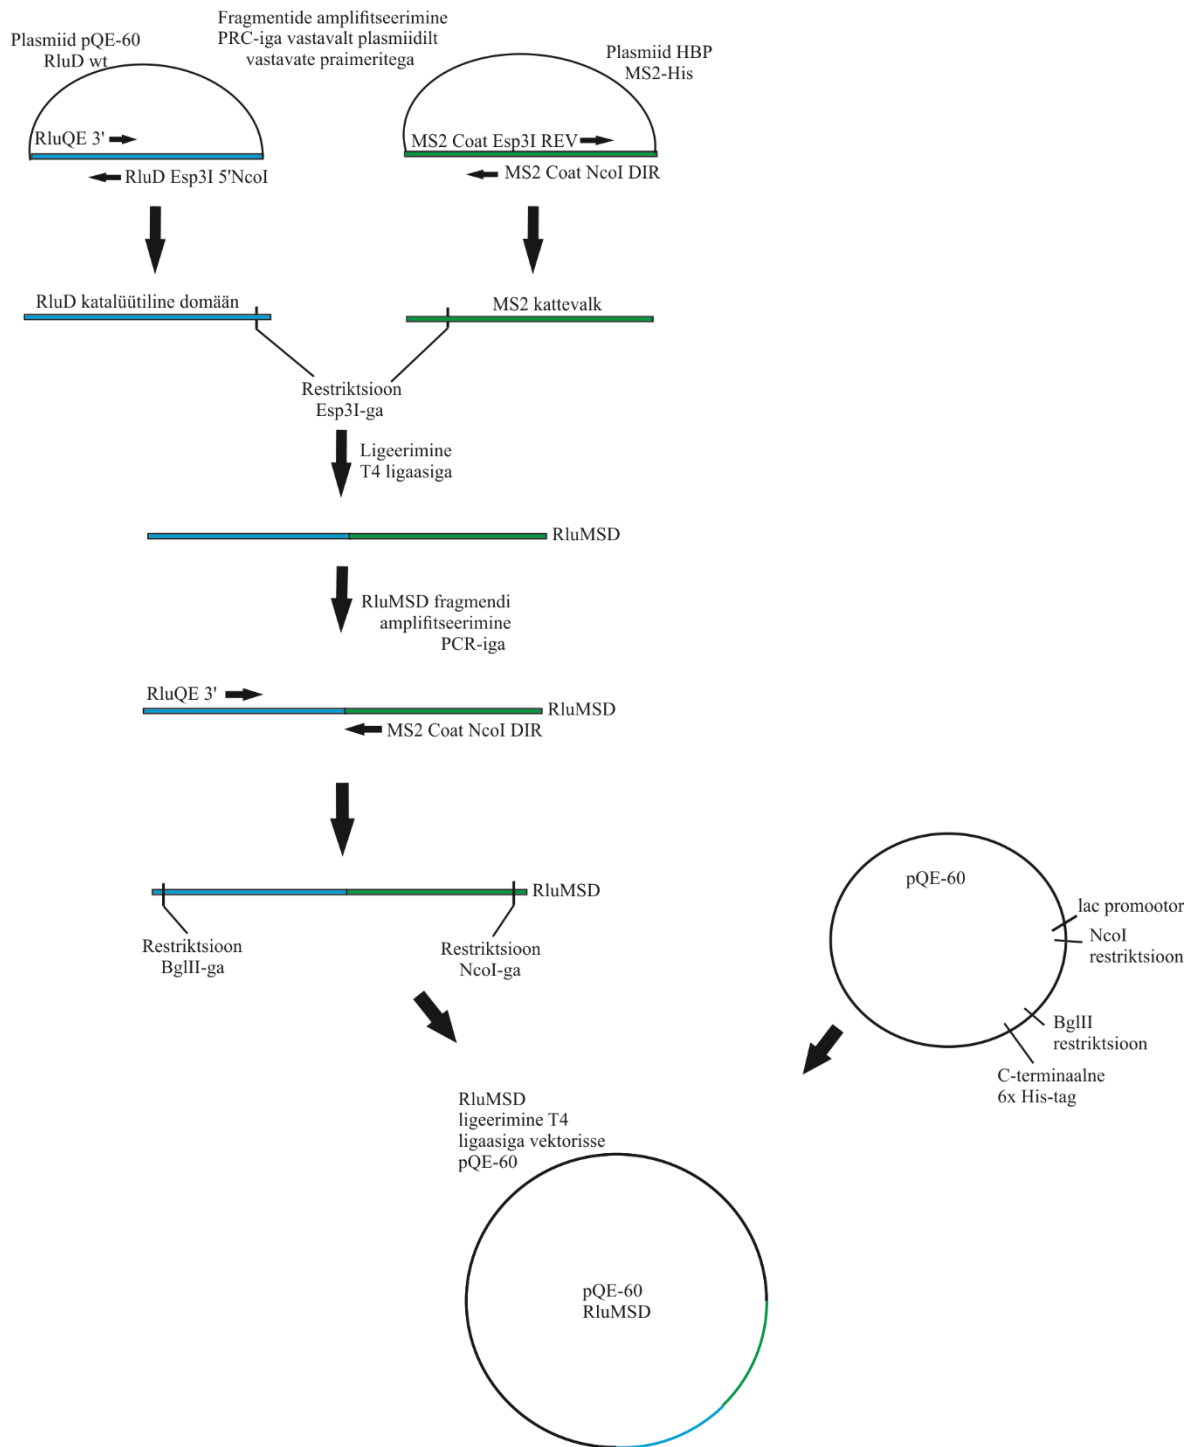 Plasmiid pQE-60
RluD wt
Fragmentide amplifitseerimine
PRC-iga vastavalt plasmiidilt
vastavate praimeritega
Plasmiid HBP
MS2-His
RluQE 3'
RluD Esp3I 5'NcoI
MS2 Coat Esp3I REV
MS2 Coat NcoI DIR
RluD katalüütiline domään
MS2 kattevalk
Restriktsioon
Esp3I-ga
Ligeerimine
T4 ligaasiga
RluMSD
RluMSD fragmendi
amplifitseerimine
PCR-iga
RluQE 3'
RluMSD
MS2 Coat NcoI DIR
RluMSD
Restriktsioon
BglII-ga
Restriktsioon
NcoI-ga
pQE-60
lac promootor
NcoI
restriktsioon
BglII
restriktsioon
C-terminaalne
6x His-tag
RluMSD
ligeerimine T4
ligaasiga vektorisse
pQE-60
pQE-60
RluMSD